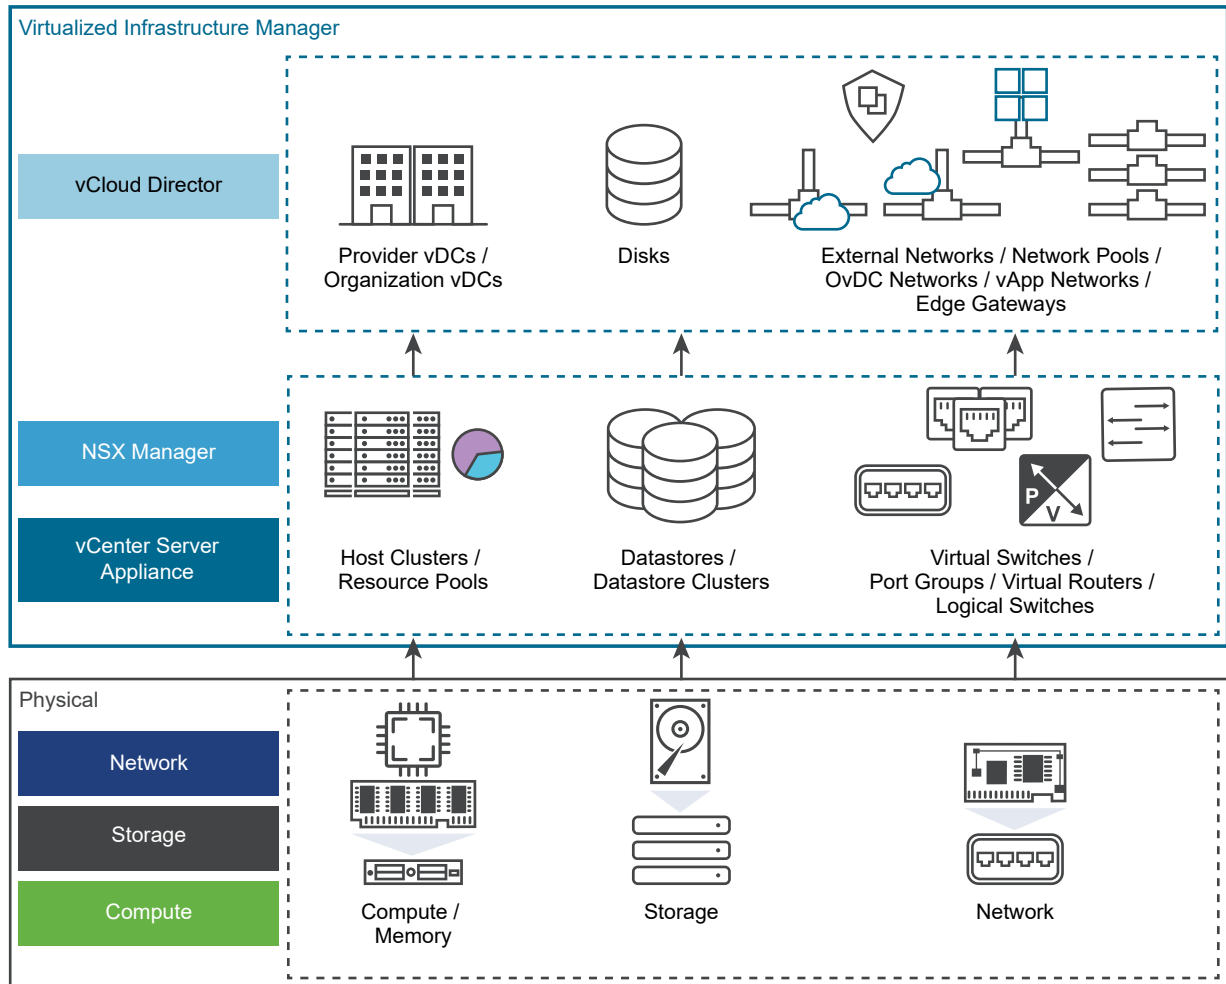 Virtualized Infrastructure Manager
vCloud Director
Provider vDCs /
Organization vDCs
Disks
External Networks / Network Pools /
OvDC Networks / vApp Networks /
Edge Gateways
NSX Manager
vCenter Server
Appliance
P
V
Host Clusters /
Resource Pools
Datastores /
Datastore Clusters
Virtual Switches /
Port Groups / Virtual Routers /
Logical Switches
Physical
Network
Storage
Compute
Compute /
Memory
Storage
Network